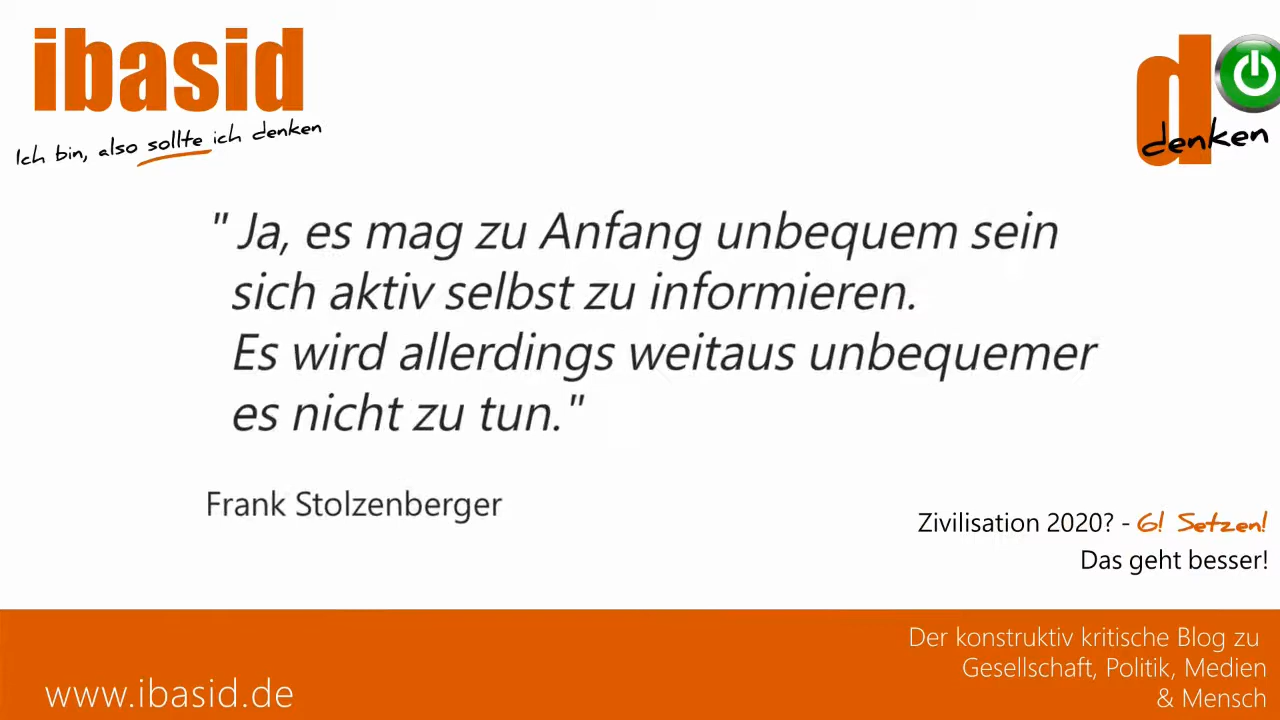 ibasid
Ich bin, also sollte ich denken
d
denken
" Ja, es mag zu Anfang unbequem sein
sich aktiv selbst zu informieren.
Es wird allerdings weitaus unbequemer
es nicht zu tun."
Frank Stolzenberger
Zivilisation 2020? - 6! Setzen!
Das geht besser!
Der konstruktiv kritische Blog zu
Gesellschaft, Politik, Medien
& Mensch
www.ibasid.de